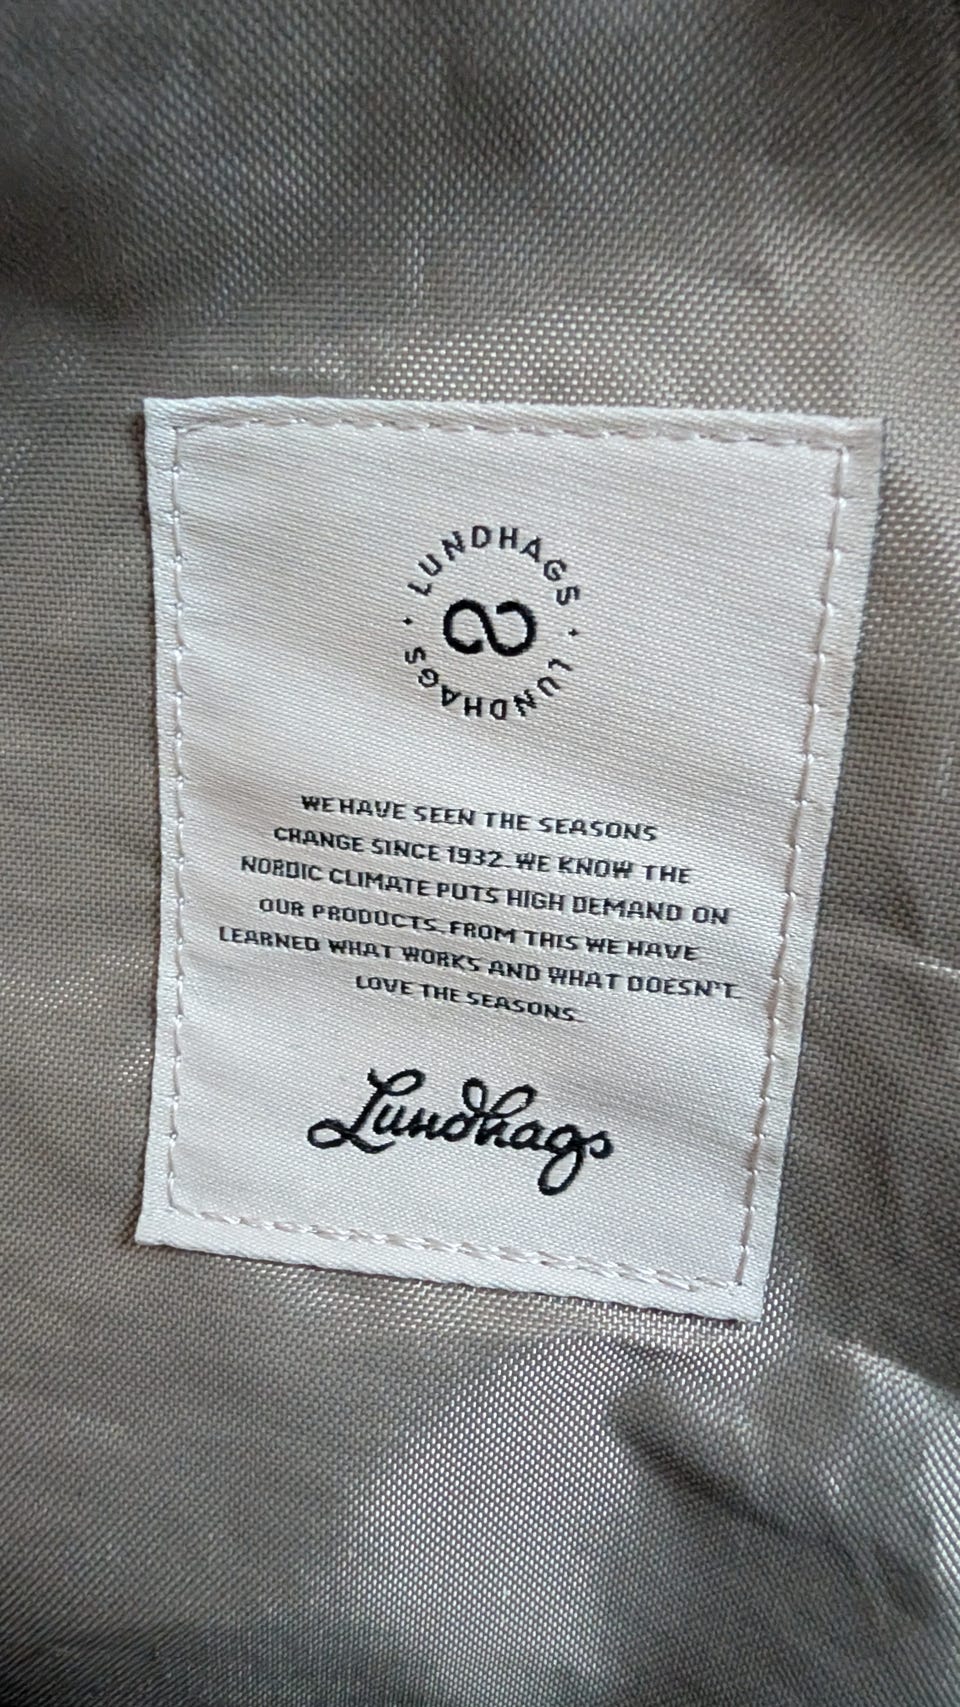 LUNDHAGS · LUNDHAGS ·
WE HAVE SEEN THE SEASONS
CHANGE SINCE 1932. WE KNOW THE
NORDIC CLIMATE PUTS HIGH DEMAND ON
OUR PRODUCTS. FROM THIS WE HAVE
LEARNED WHAT WORKS AND WHAT DOESN'T.
LOVE THE SEASONS.
Lundhags